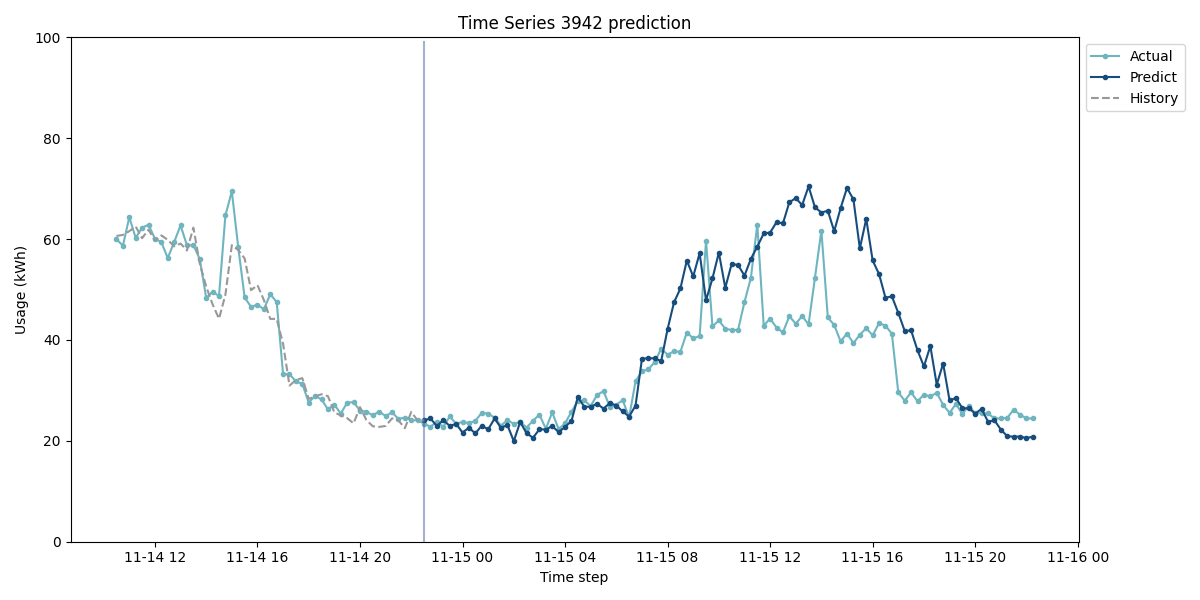 Time Series 3942 prediction
Usage (kWh)
100
80
60
40
20
0
11-14 12
11-14 16
11-14 20
11-15 00
11-15 04
11-15 08
11-15 12
11-15 16
11-15 20
11-16 00
Time step
Actual
Predict
History